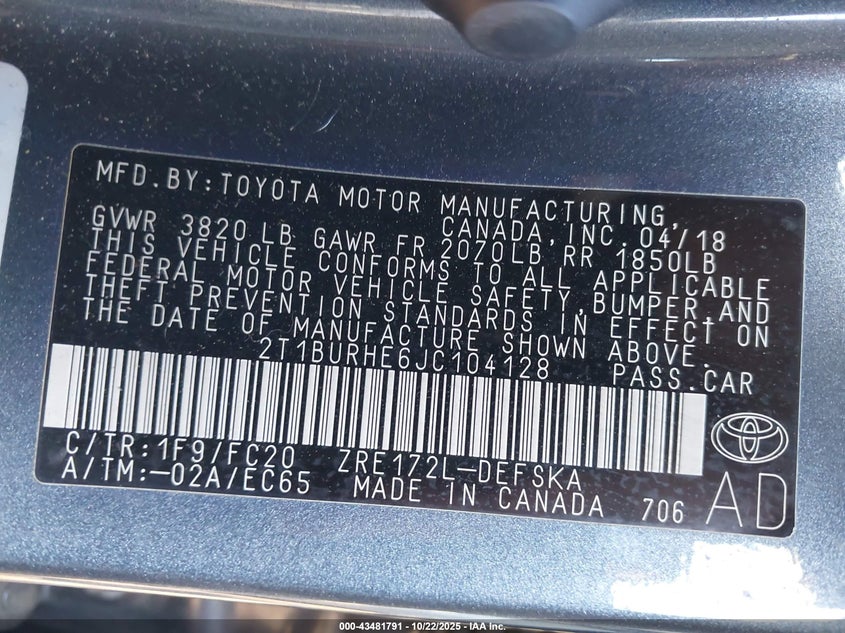 MFD.BY:TOYOTA MOTOR MANUFACTURING,
CANADA, INC. 04/18
GVWR 3820 LB GAWR FR 2070LB RR 1850LB
THIS VEHICLE CONFORMS TO ALL APPLICABLE
FEDERAL MOTOR VEHICLE SAFETY, BUMPER, AND
THEFT PREVENTION STANDARDS IN EFFECT ON
THE DATE OF MANUFACTURE SHOWN ABOVE.
2T1BURHE6JC104128 PASS.CAR
C/TR:1F9/FC20 ZRE172L-DEFSKA
A/TM:-02A/EC65 MADE IN CANADA 706 AD
000-43481791 - 10/22/2025 - IAA Inc.